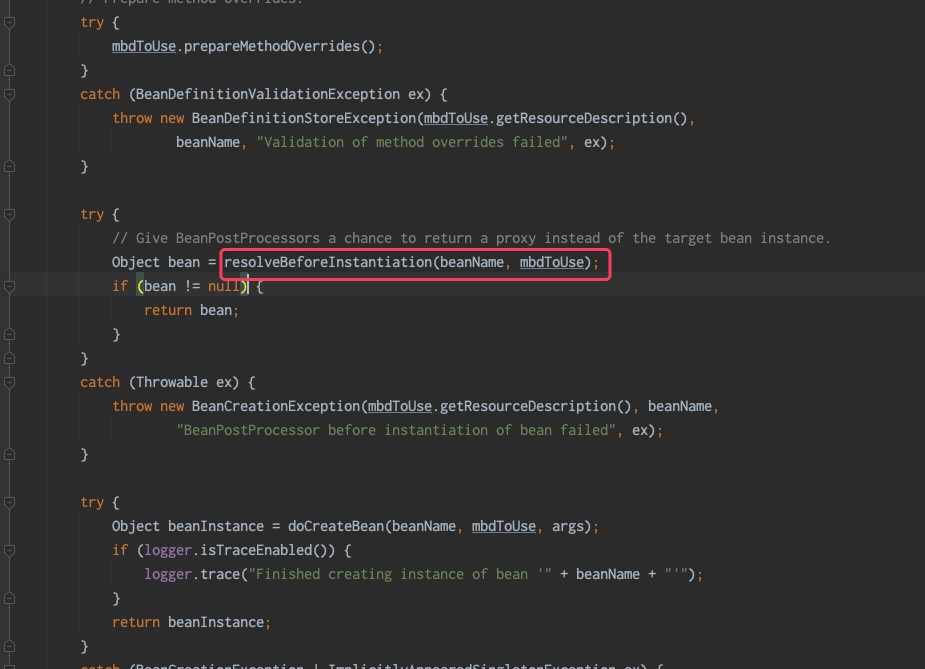 // Prepare method overrides.
try {
mbdToUse.prepareMethodOverrides();
}
catch (BeanDefinitionValidationException ex) {
throw new BeanDefinitionStoreException(mbdToUse.getResourceDescription(),
beanName, "Validation of method overrides failed", ex);
}
try {
// Give BeanPostProcessors a chance to return a proxy instead of the target bean instance.
Object bean = resolveBeforeInstantiation(beanName, mbdToUse);
if (bean != null) {
return bean;
}
}
catch (Throwable ex) {
throw new BeanCreationException(mbdToUse.getResourceDescription(), beanName,
"BeanPostProcessor before instantiation of bean failed", ex);
}
try {
Object beanInstance = doCreateBean(beanName, mbdToUse, args);
if (logger.isTraceEnabled()) {
logger.trace("Finished creating instance of bean '" + beanName + "'");
}
return beanInstance;
}
catch (BeanCreationException | ImplicitlyAppearedSingletonException ex) {